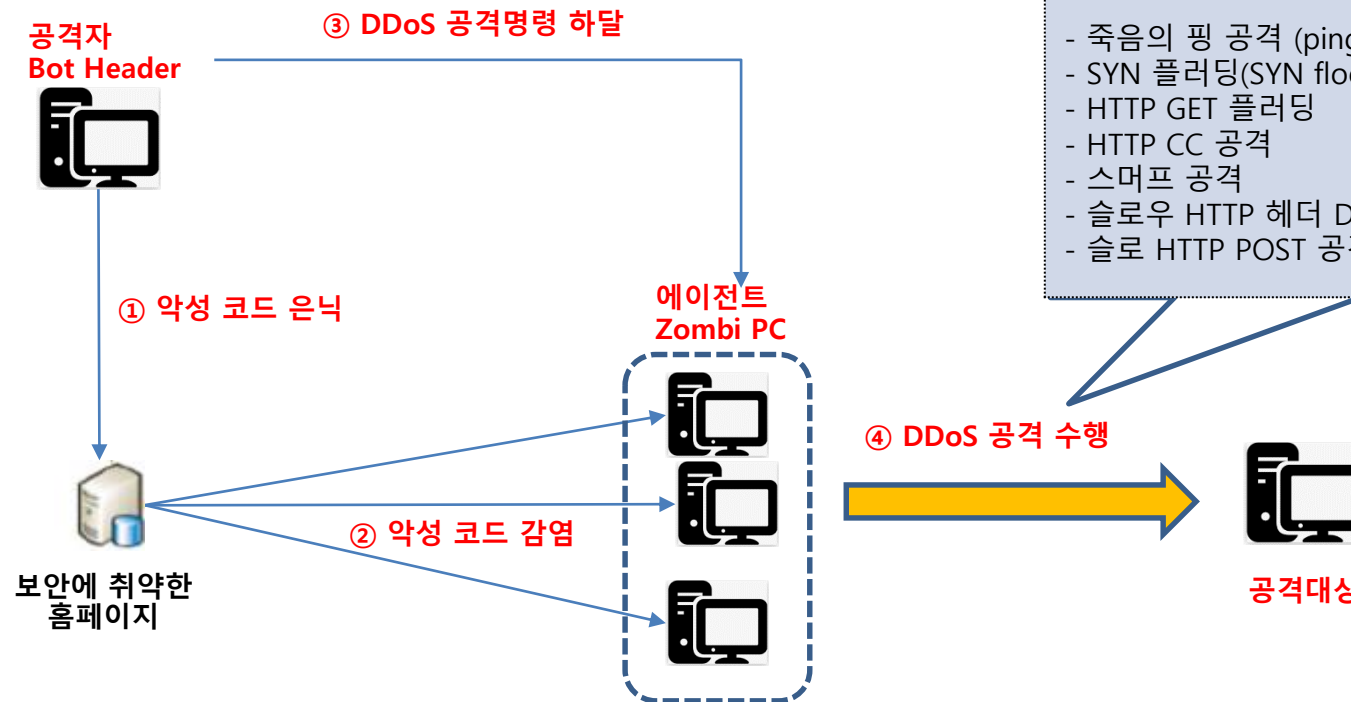 공격자
Bot Header
③ DDoS 공격명령 하달
- 죽음의 핑 공격 (ping
- SYN 플러딩(SYN floo
- HTTP GET 플러딩
- HTTP CC 공격
- 스머프 공격
- 슬로우 HTTP 헤더 D
- 슬로 HTTP POST 공격
① 악성 코드 은닉
에이전트
Zombi PC
④ DDoS 공격 수행
② 악성 코드 감염
보안에 취약한
홈페이지
공격대상